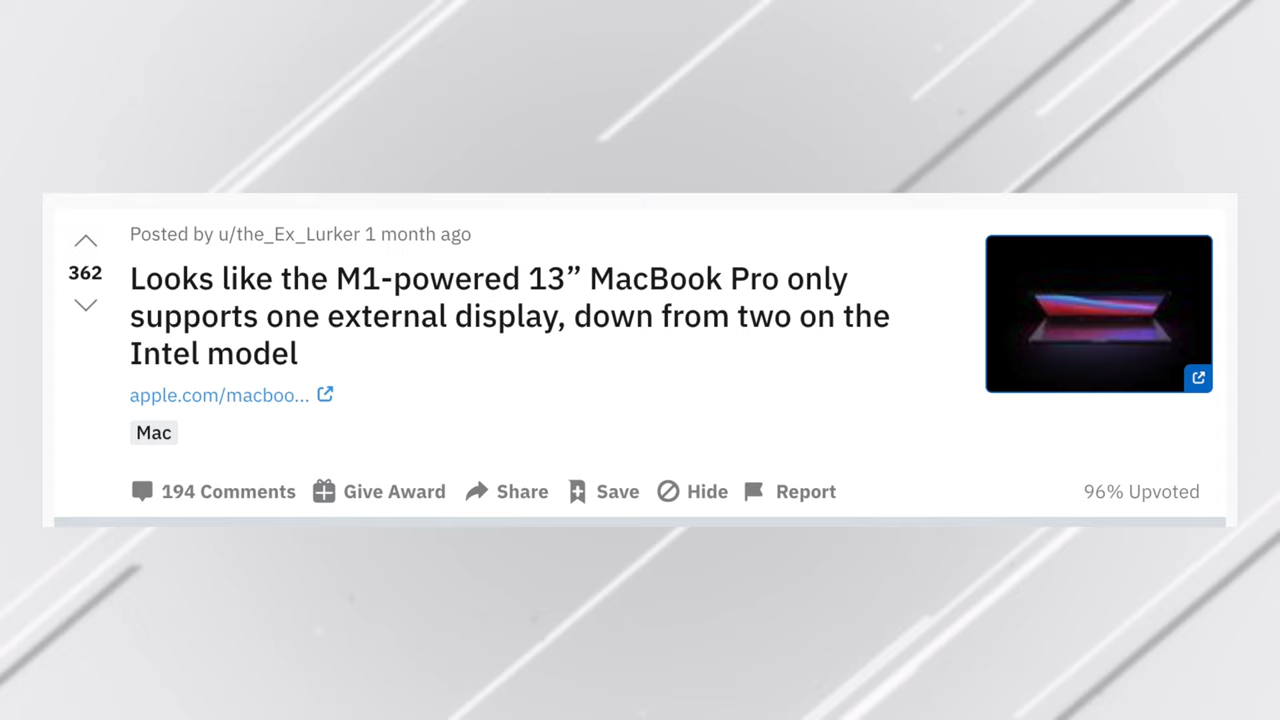 Posted by u/the_Ex_Lurker 1 month ago
362
Looks like the M1-powered 13” MacBook Pro only
supports one external display, down from two on the
Intel model
apple.com/macboo...
Mac
194 Comments Give Award Share Save Hide Report 96% Upvoted